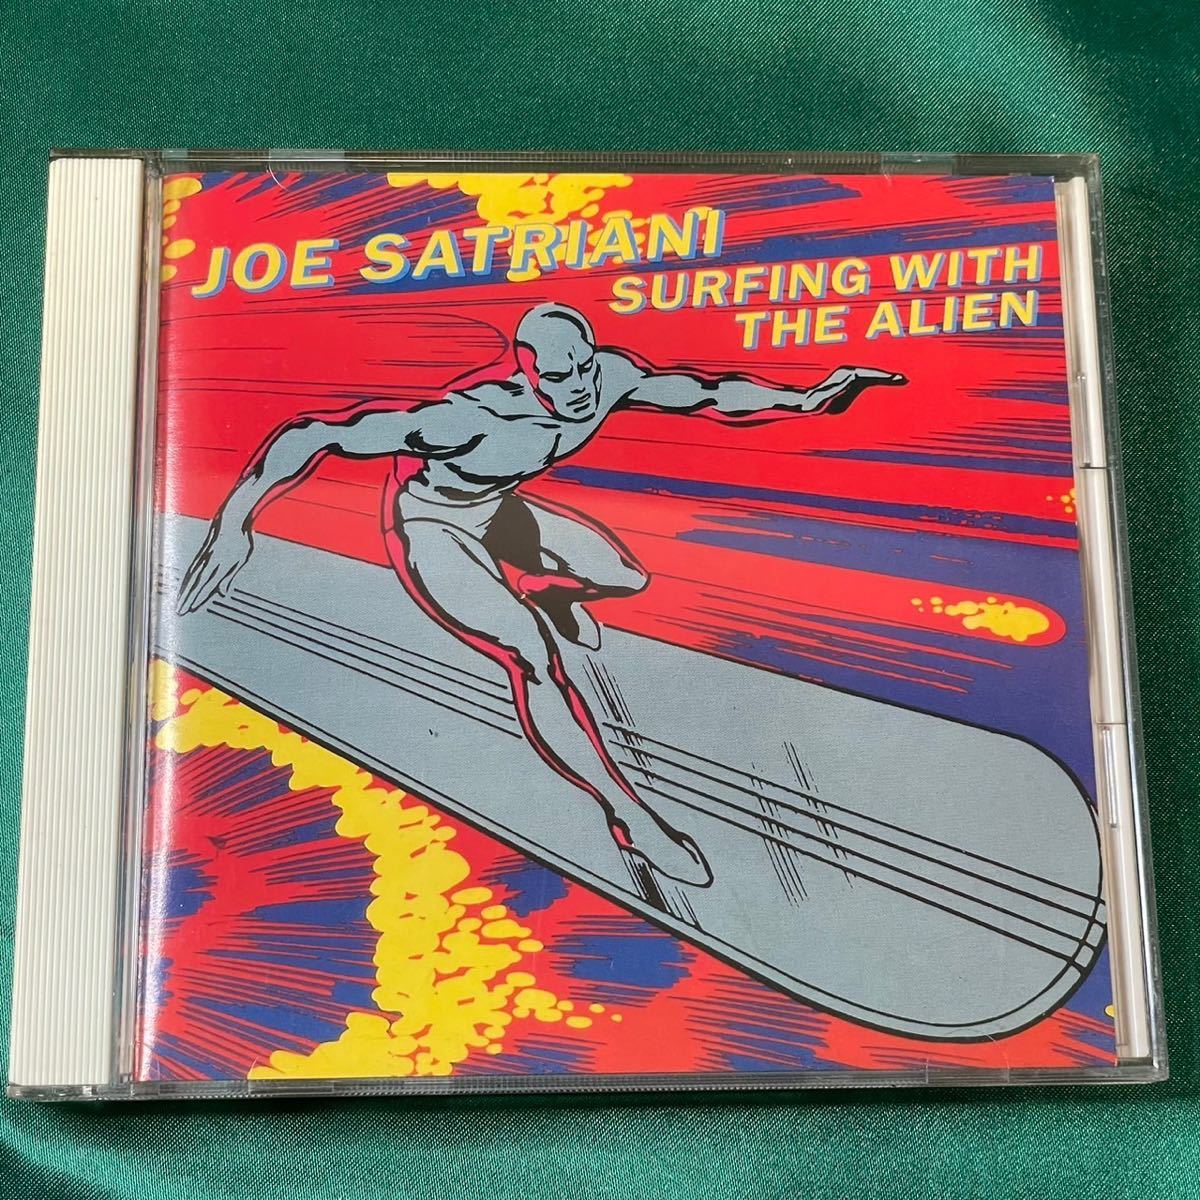 JOE SATRIANI
SURFING WITH
THE ALIEN